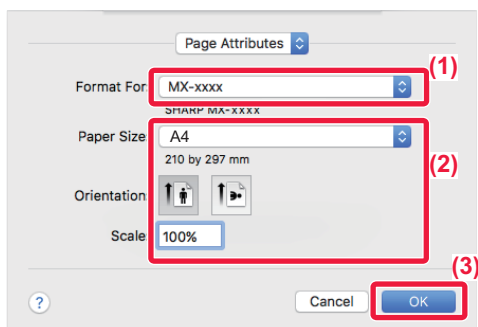 Page Attributes
(1)
Format For: MX-xxxx
SHARP MX-xxxx
Paper Size: A4
210 by 297 mm
(2)
Orientation:
Scale: 100%
(3)
? Cancel OK